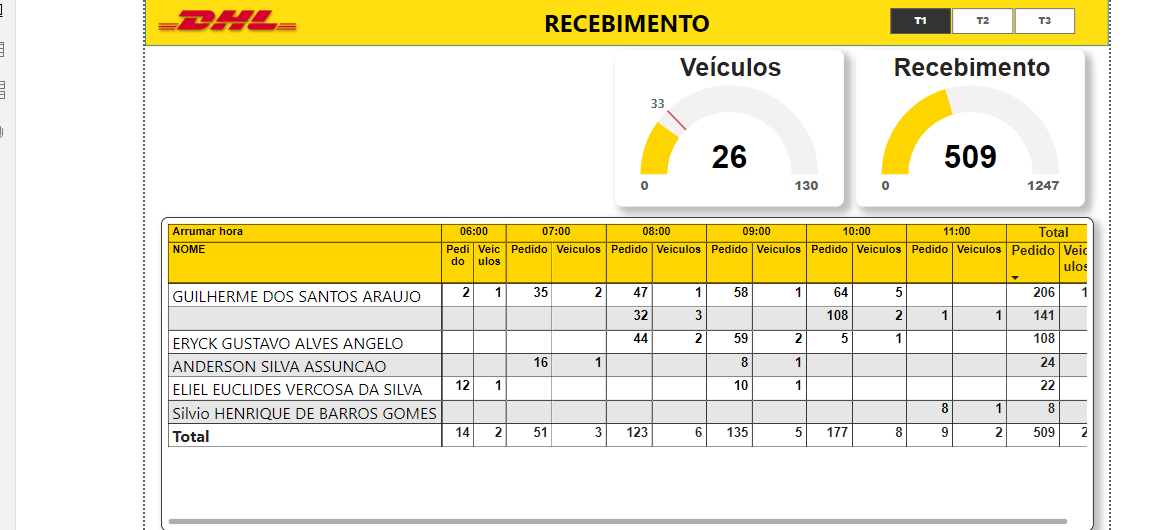 DHL RECEBIMENTO T1 T2 T3
Veículos Recebimento
33
26 509
0 130 0 1247
Arrumar hora 06:00 07:00 08:00 09:00 10:00 11:00 Total
NOME Pedi do Veic ulos Pedido Veiculos Pedido Veiculos Pedido Veiculos Pedido Veiculos Pedido Veiculos Pedido Veic ulos
GUILHERME DOS SANTOS ARAUJO 2 1 35 2 47 1 58 1 64 5 206 1
32 3 108 2 1 1 141
ERYCK GUSTAVO ALVES ANGELO 44 2 59 2 5 1 108
ANDERSON SILVA ASSUNCAO 16 1 8 1 24
ELIEL EUCLIDES VERCOSA DA SILVA 12 1 10 1 22
Silvio HENRIQUE DE BARROS GOMES 8 1 8
Total 14 2 51 3 123 6 135 5 177 8 9 2 509 2